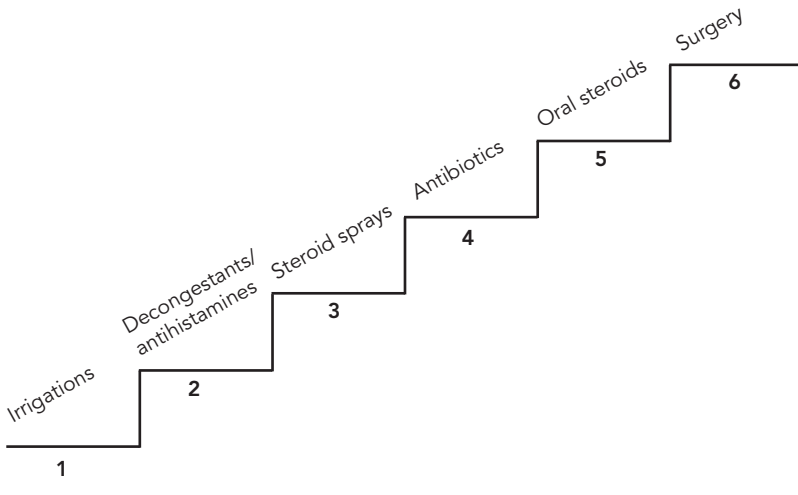 Surgery
6
Oral steroids
5
Antibiotics
4
Steroid sprays
3
Decongestants/
antihistamines
2
Irrigations
1